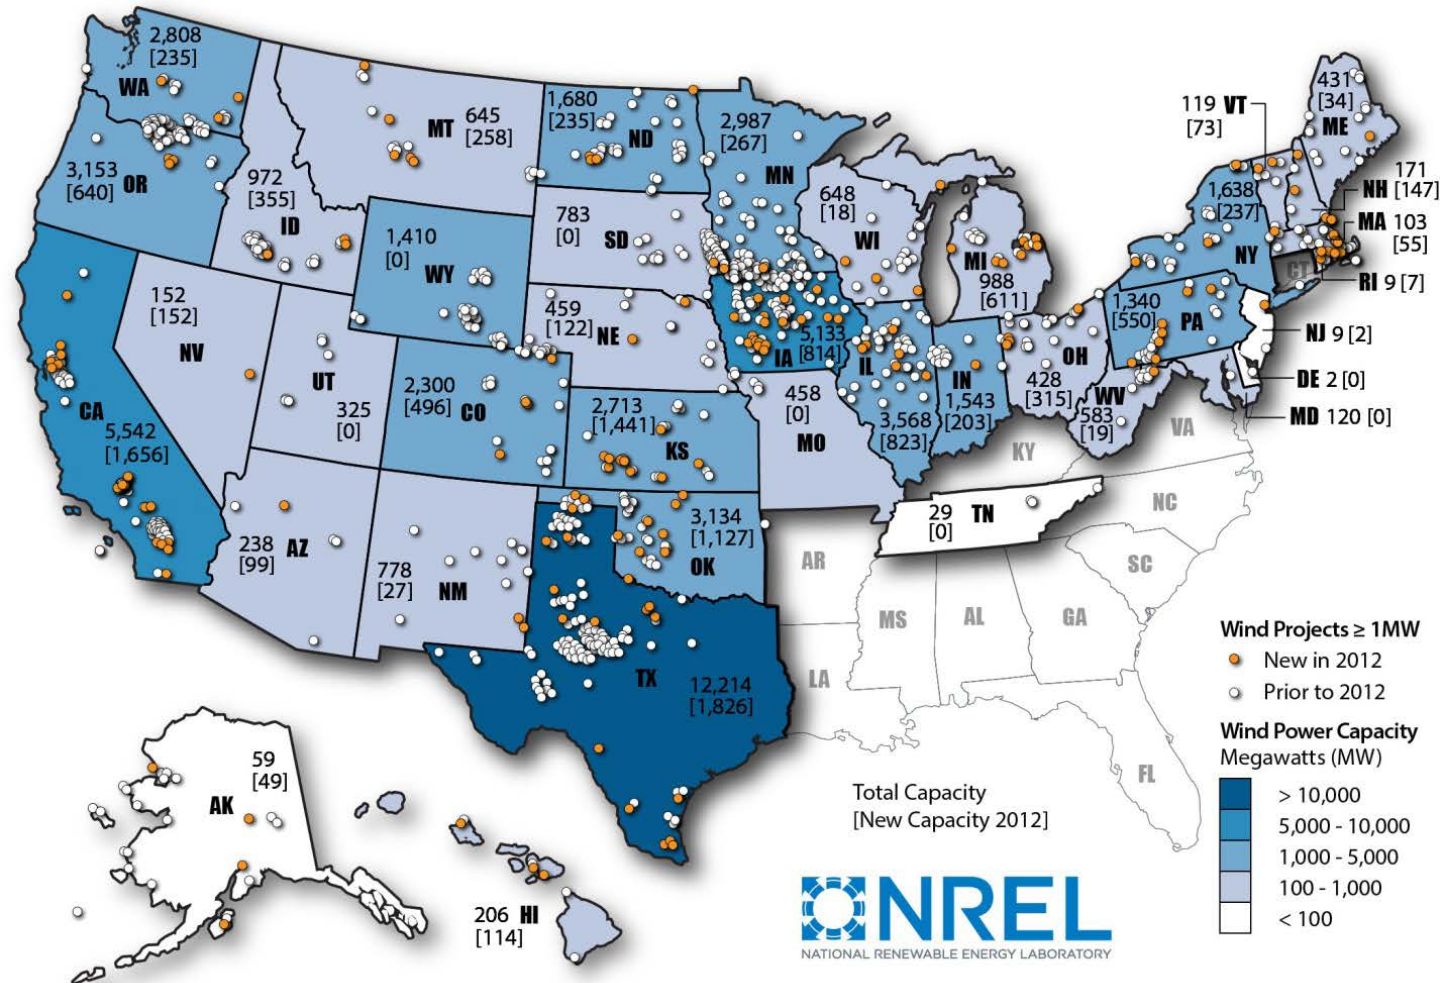 2,808
[235]
WA
3,153
[640]
OR
972
[355]
ID
MT
645
[258]
1,680
[235]
ND
2,987
[267]
MN
783
[0]
SD
1,410
[0]
WY
648
[18]
WI
MI
988
[611]
119 VT
[73]
431
[34]
ME
171
NH [147]
MA 103
[55]
RI 9 [7]
CT
1,638
[237]
NY
1,340
[550]
PA
NJ 9 [2]
DE 2 [0]
MD 120 [0]
152
[152]
NV
UT
325
[0]
2,300
[496]
CO
459
[122]
NE
5,133
IA [814]
IL
3,568
[823]
IN
1,543
[203]
OH
428
[315]
WV
583
[19]
VA
KY
CA
5,542
[1,656]
2,713
[1,441]
KS
458
[0]
MO
29
[0]
TN
NC
SC
238
[99]
AZ
778
[27]
NM
3,134
[1,127]
OK
AR
MS
AL
GA
LA
FL
TX
12,214
[1,826]
59
[49]
AK
206 HI
[114]
Total Capacity
[New Capacity 2012]
Wind Projects ≥ 1MW
New in 2012
Prior to 2012
Wind Power Capacity
Megawatts (MW)
> 10,000
5,000 - 10,000
1,000 - 5,000
100 - 1,000
< 100
NREL
NATIONAL RENEWABLE ENERGY LABORATORY